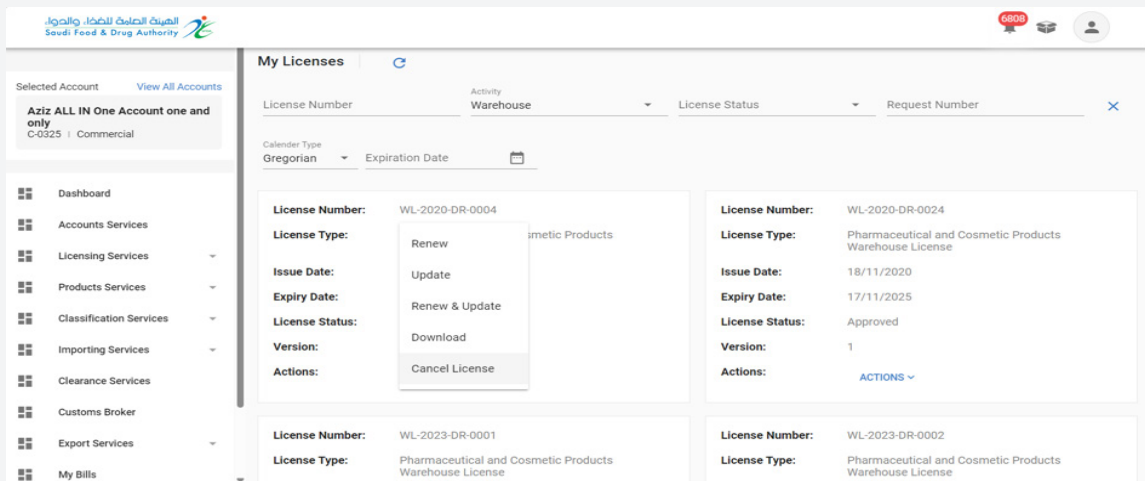 الهيئة العامة للغذاء والدواء
Saudi Food & Drug Authority
6808
Selected Account
View All Accounts
Aziz ALL IN One Account one and
only
C-0325 | Commercial
Dashboard
Accounts Services
Licensing Services
Products Services
Classification Services
Importing Services
Clearance Services
Customs Broker
Export Services
My Bills
My Licenses
License Number
Activity
Warehouse
License Status
Request Number
Calender Type
Gregorian
Expiration Date
License Number: WL-2020-DR-0004
License Type: smetic Products
Issue Date:
Expiry Date:
License Status:
Version:
Actions:
Renew
Update
Renew & Update
Download
Cancel License
License Number: WL-2020-DR-0024
License Type: Pharmaceutical and Cosmetic Products
Warehouse License
Issue Date: 18/11/2020
Expiry Date: 17/11/2025
License Status: Approved
Version: 1
Actions: ACTIONS
License Number: WL-2023-DR-0001
License Type: Pharmaceutical and Cosmetic Products
Warehouse License
License Number: WL-2023-DR-0002
License Type: Pharmaceutical and Cosmetic Products
Warehouse License